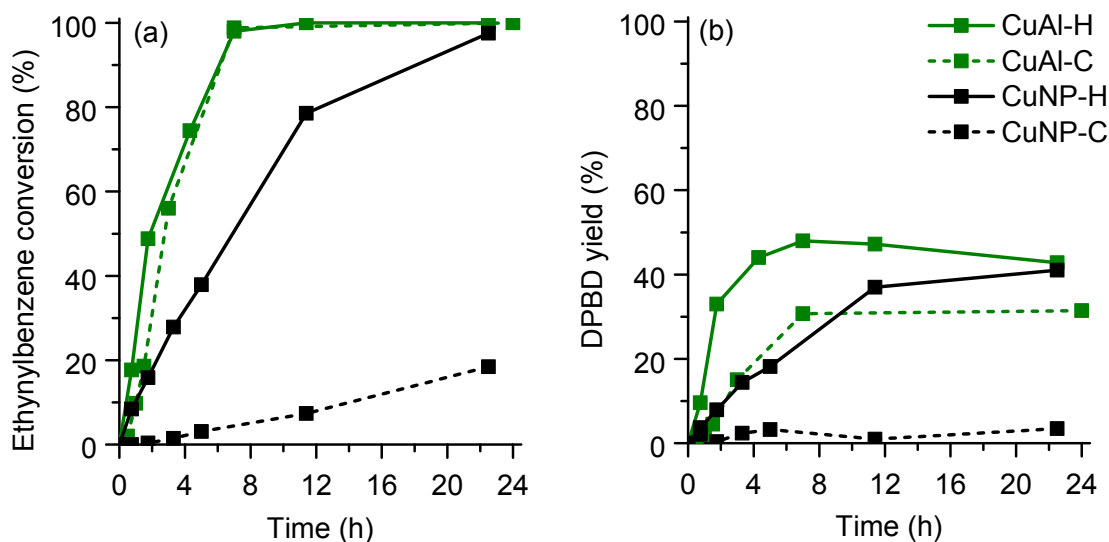 (a)
Ethynylbenzene conversion (%)
100
80
60
40
20
0
0 4 8 12 16 20 24
Time (h)
(b)
DPBD yield (%)
100
80
60
40
20
0
0 4 8 12 16 20 24
Time (h)
CuAl-H
CuAl-C
CuNP-H
CuNP-C